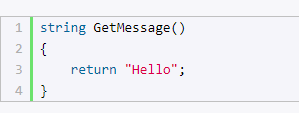 1 string GetMessage()
2 {
3     return "Hello";
4 }